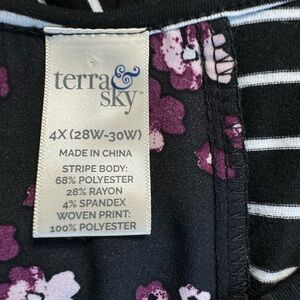 terra &
sky™
4X (28W-30W)
MADE IN CHINA
STRIPE BODY:
68% POLYESTER
28% RAYON
4% SPANDEX
WOVEN PRINT:
100% POLYESTER